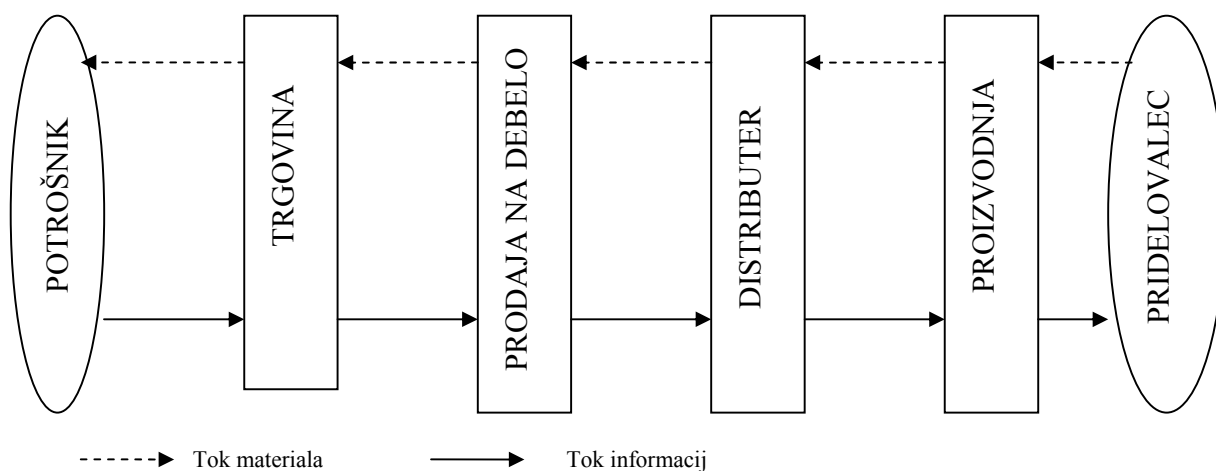 POTROŠNIK
TRGOVINA
PRODAJA NA DEBELO
DISTRIBUTER
PROIZVODNJA
PRIDELOVALEC
Tok materiala
Tok informacij